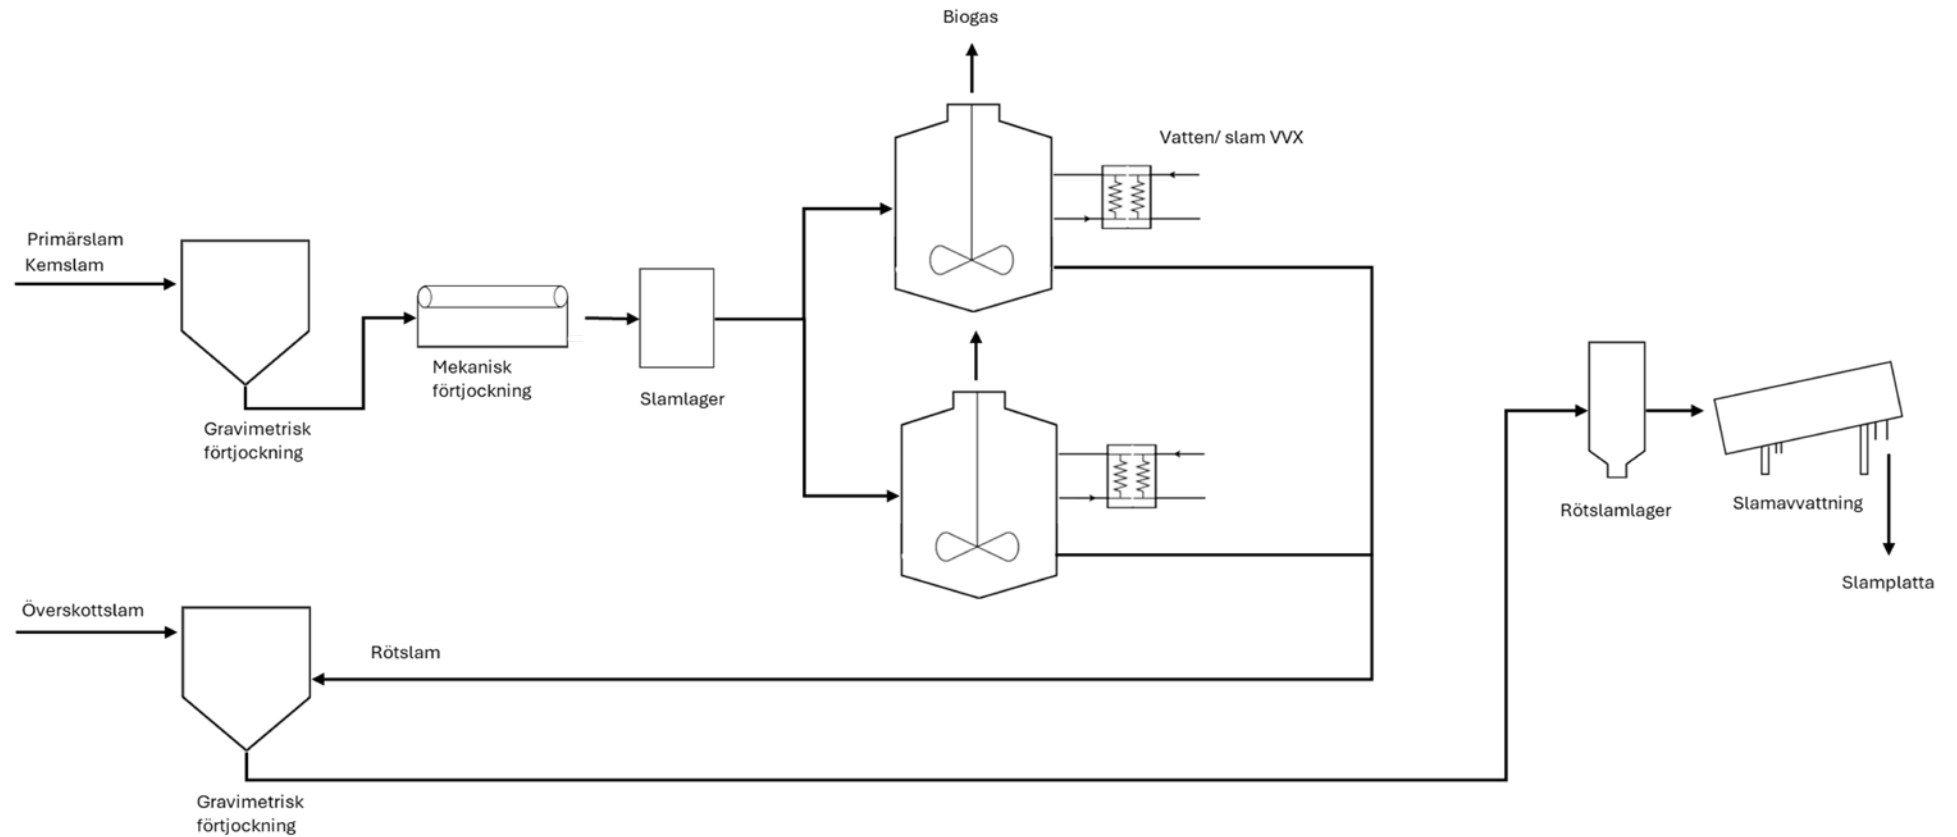 Biogas
Vatten/ slam VVX
Primärslam
Kemslam
Mekanisk
förtjockning
Slamlager
Gravimetrisk
förtjockning
Rötslamlager
Slamavvattning
Slamplatta
Överskottslam
Rötslam
Gravimetrisk
förtjockning